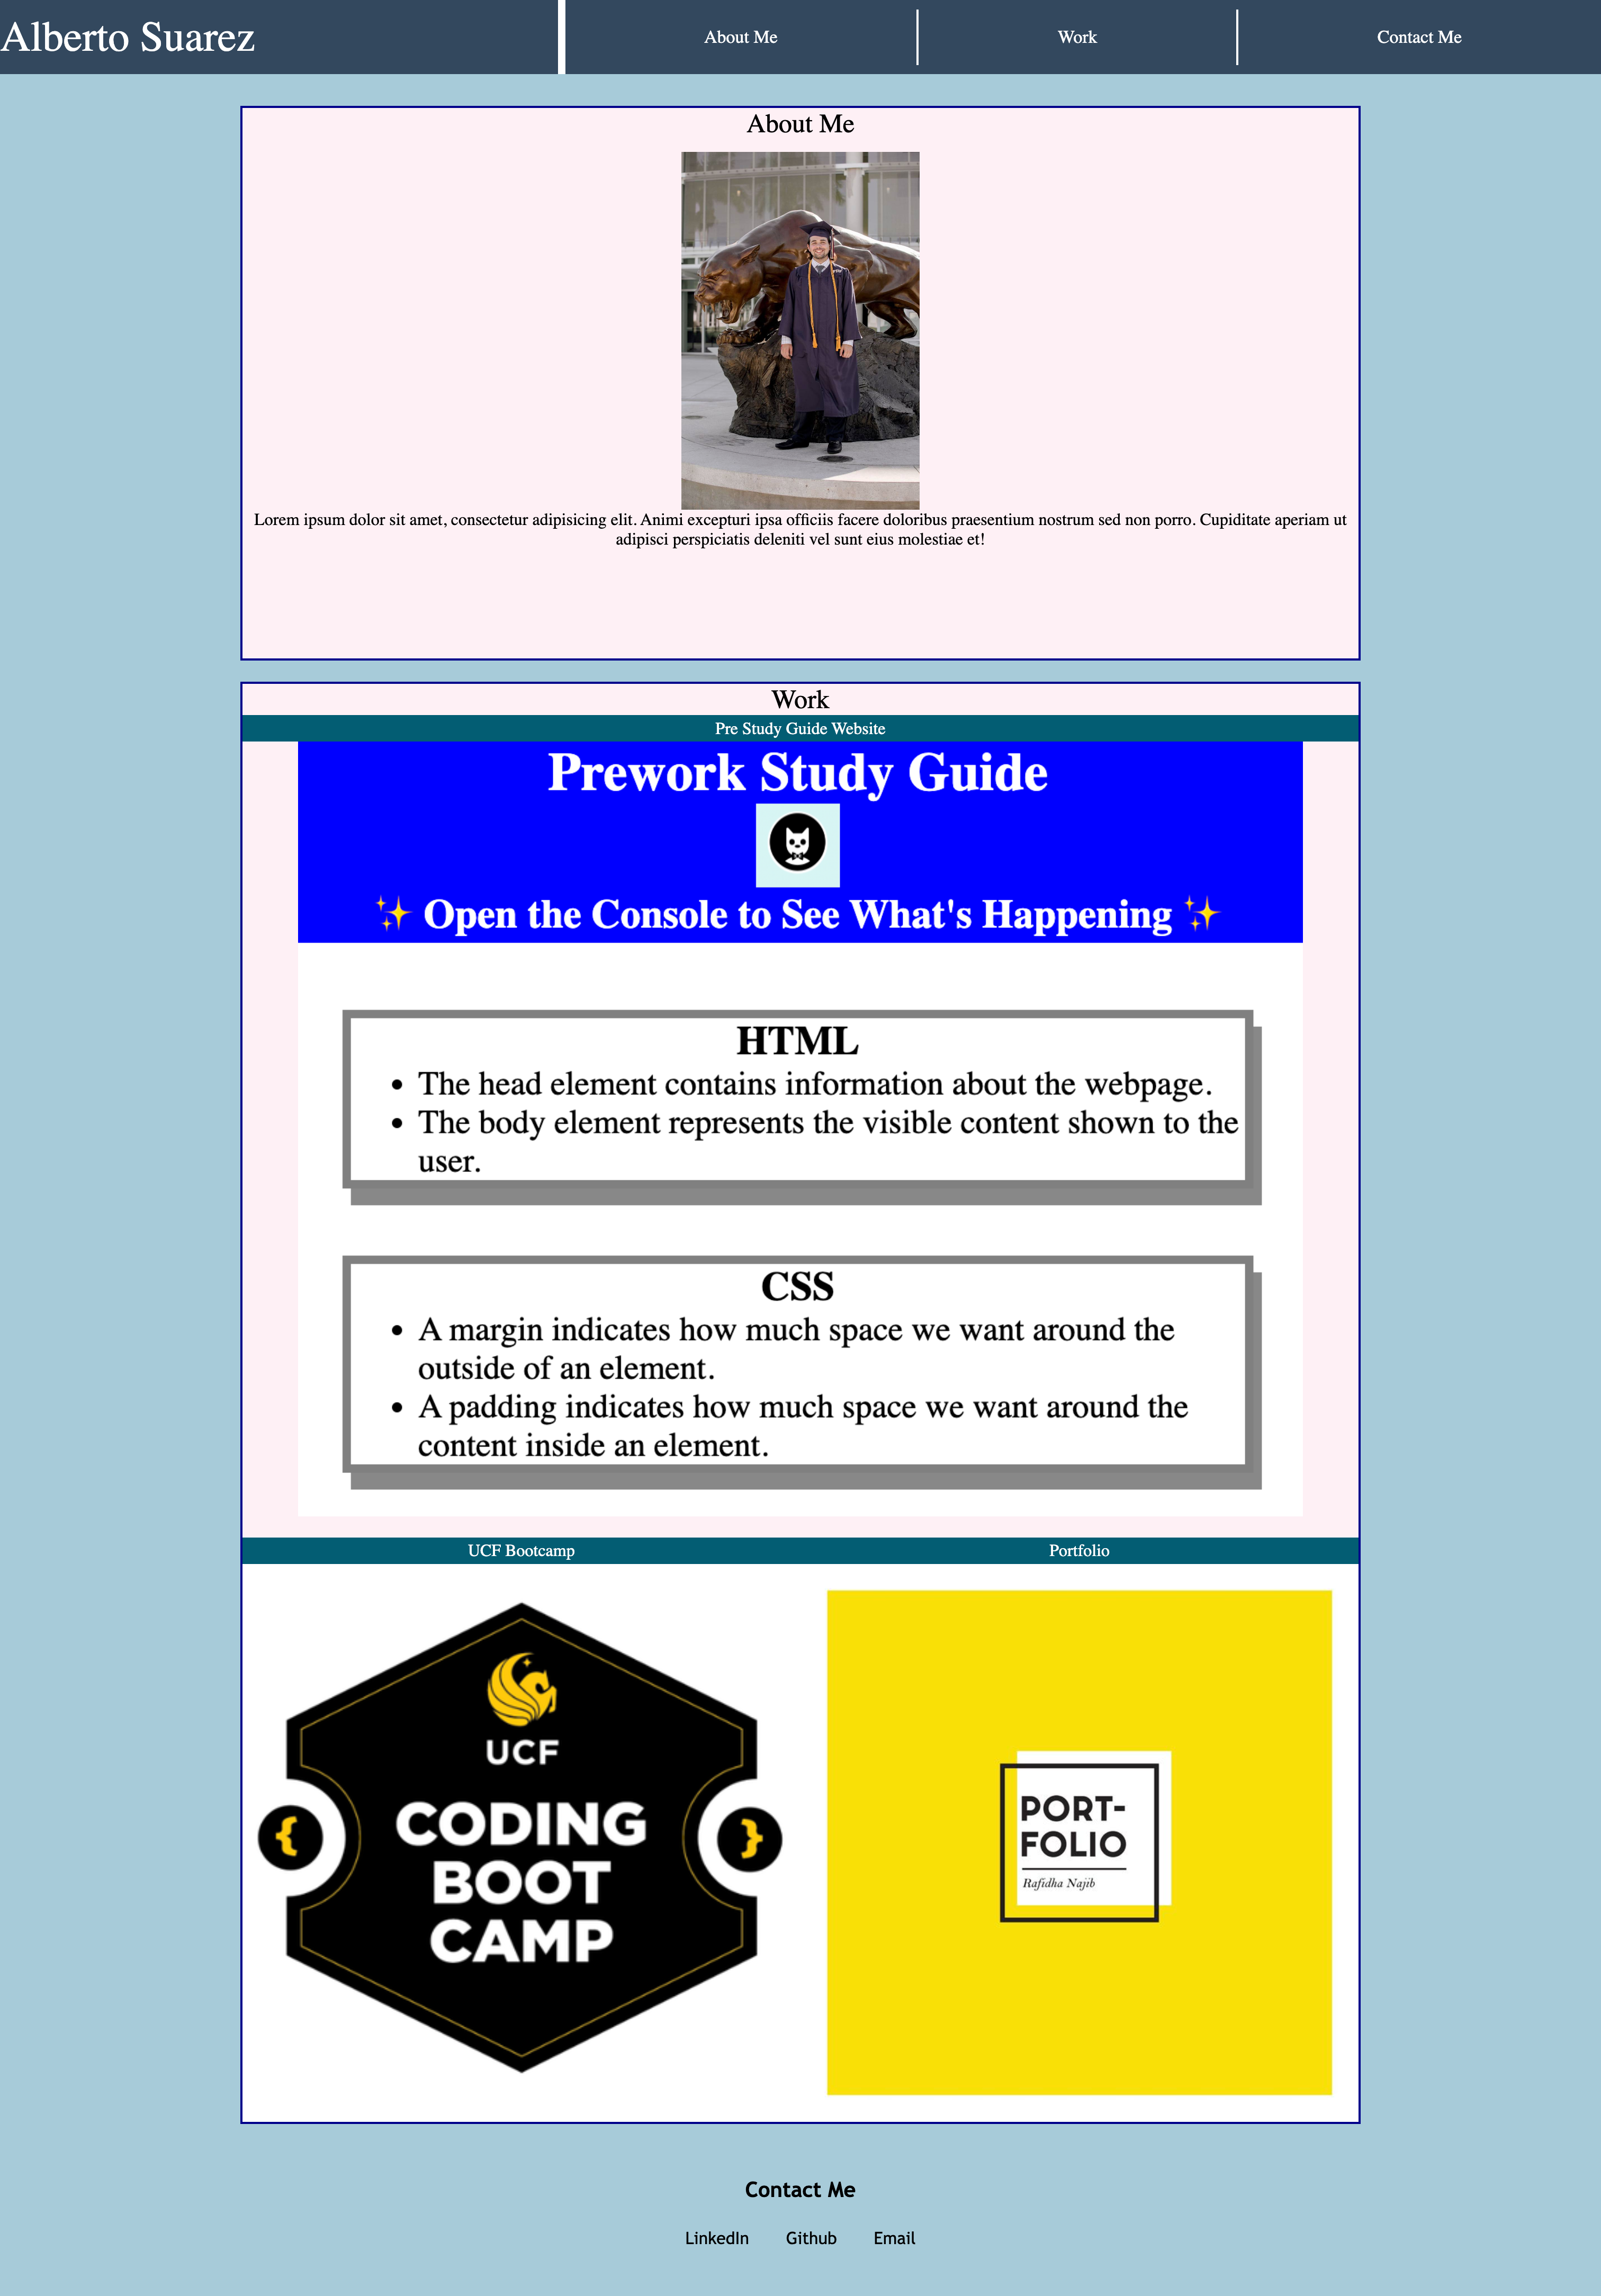 Alberto Suarez
About Me
Work
Contact Me
About Me
Lorem ipsum dolor sit amet, consectetur adipisicing elit. Animi excepturi ipsa officiis facere doloribus praesentium nostrum sed non porro. Cupiditate aperiam ut
adipisci perspiciatis deleniti vel sunt eius molestiae et!
Work
Pre Study Guide Website
Prework Study Guide
✨ Open the Console to See What's Happening ✨
HTML
• The head element contains information about the webpage.
• The body element represents the visible content shown to the
user.
CSS
• A margin indicates how much space we want around the
outside of an element.
• A padding indicates how much space we want around the
content inside an element.
UCF Bootcamp
Portfolio
UCF
{ }
CODING
BOOT
CAMP
PORT-
FOLIO
Rafidha Najib
Contact Me
LinkedIn
Github
Email